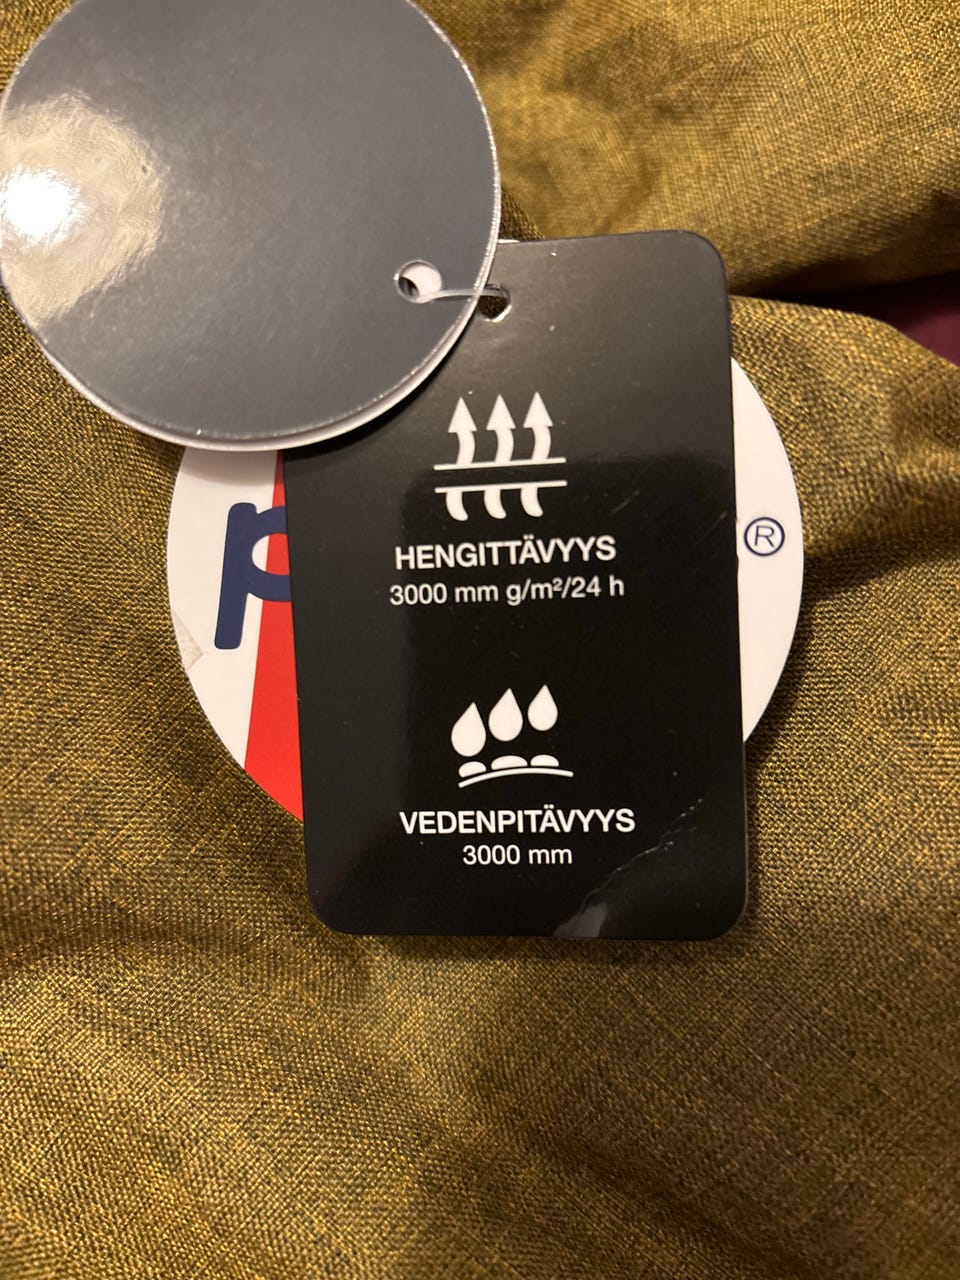 p
®
HENGITTÄVYYS
3000 mm g/m²/24 h
VEDENPITÄVYYS
3000 mm